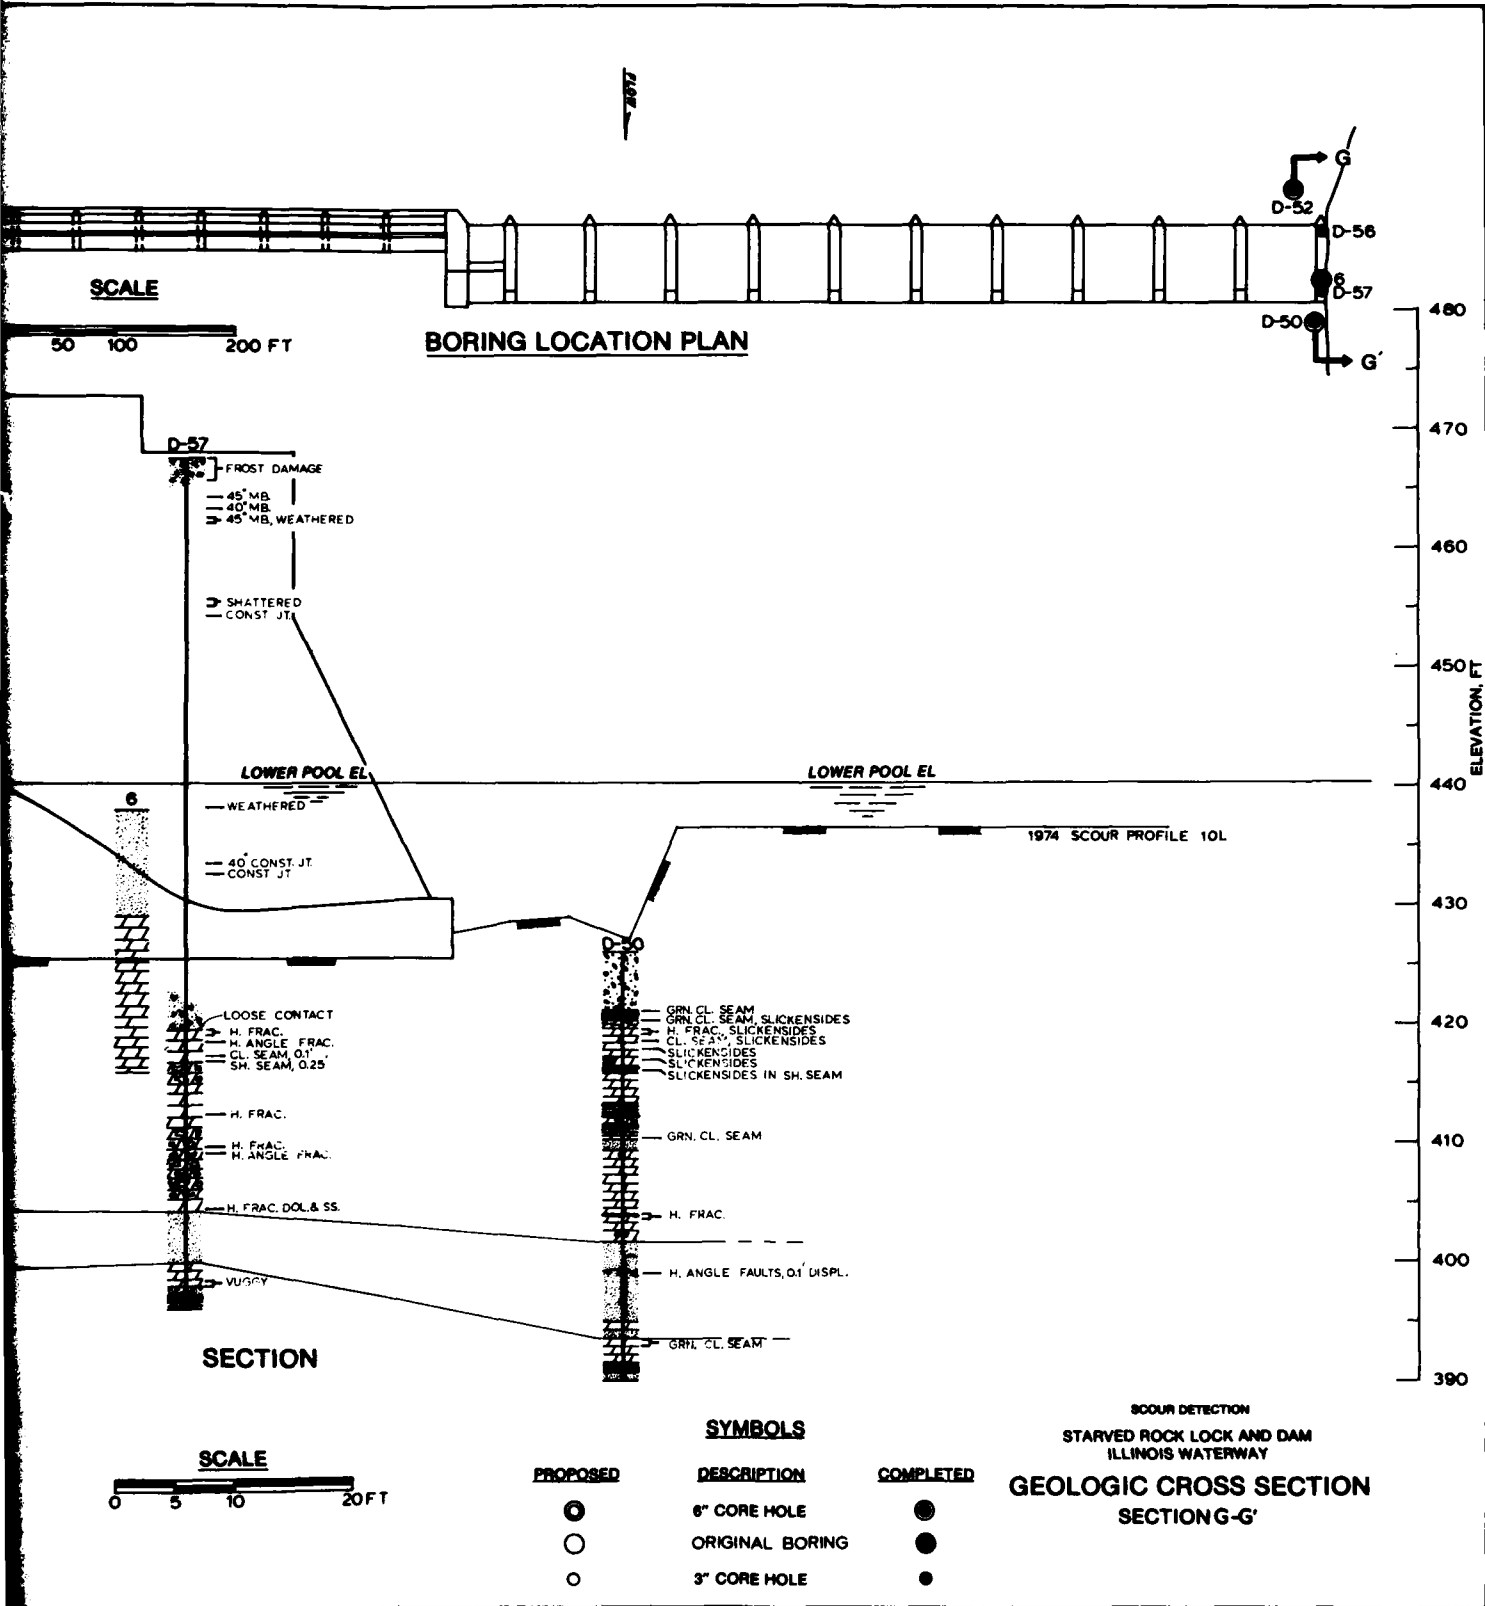 FLOW
G
D-52
D-56
6
D-57
D-50
G'
SCALE
50 100 200 FT
BORING LOCATION PLAN
480
470
460
450
440
430
420
410
400
390
ELEVATION, FT
D-57
FROST DAMAGE
45° MB.
40° MB.
45° MB, WEATHERED
SHATTERED
CONST JT.
LOWER POOL EL
LOWER POOL EL
6
WEATHERED
1974 SCOUR PROFILE 10L
40° CONST. JT.
CONST JT
D-50
LOOSE CONTACT
H. FRAC.
H. ANGLE FRAC.
CL. SEAM, 0.1'
SH. SEAM, 0.25'
H. FRAC.
H. FRAC.
H. ANGLE FRAC.
H. FRAC. DOL. & SS.
VUGGY
GRN. CL. SEAM
GRN. CL. SEAM, SLICKENSIDES
H. FRAC., SLICKENSIDES
CL. SEAM, SLICKENSIDES
SLICKENSIDES
SLICKENSIDES
SLICKENSIDES IN SH. SEAM
GRN. CL. SEAM
H. FRAC.
H. ANGLE FAULTS, 0.1' DISPL.
GRN. CL. SEAM
SECTION
SCALE
0 5 10 20 FT
SYMBOLS
PROPOSED DESCRIPTION COMPLETED
6" CORE HOLE
ORIGINAL BORING
3" CORE HOLE
SCOUR DETECTION
STARVED ROCK LOCK AND DAM
ILLINOIS WATERWAY
GEOLOGIC CROSS SECTION
SECTION G-G'